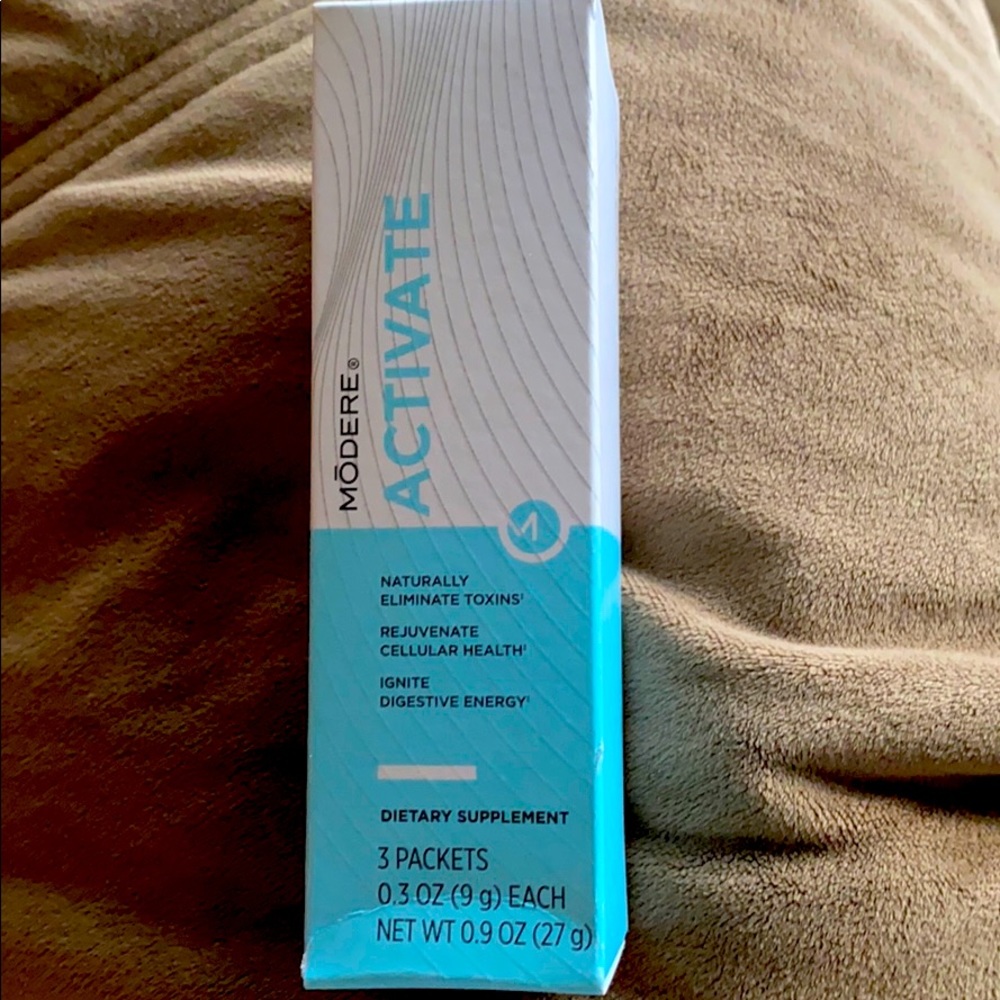 MŌDERE®
ACTIVATE
M
NATURALLY
ELIMINATE TOXINS‡
REJUVENATE
CELLULAR HEALTH‡
IGNITE
DIGESTIVE ENERGY‡
DIETARY SUPPLEMENT
3 PACKETS
0.3 OZ (9 g) EACH
NET WT 0.9 OZ (27 g)